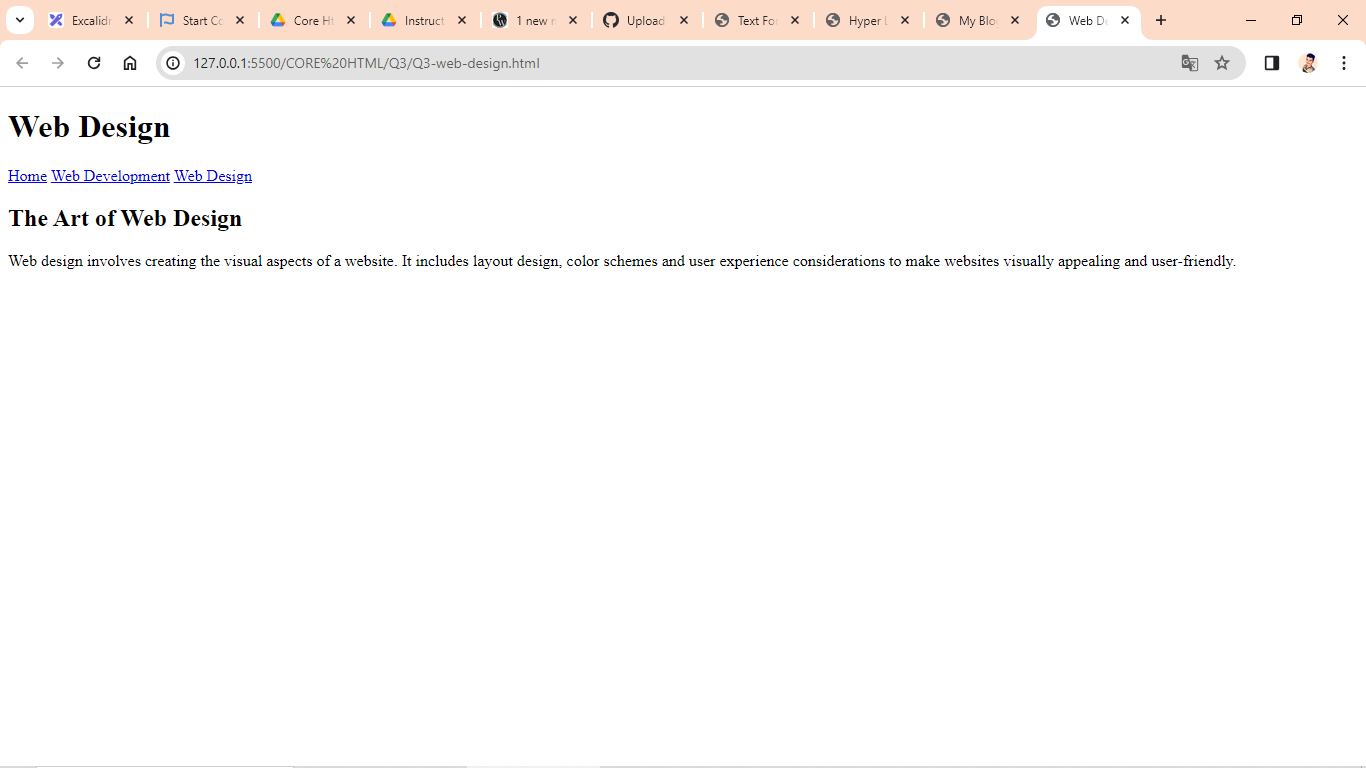 Excalidr Start Co Core Ht Instruct 1 new m Upload Text For Hyper L My Blog Web De
127.0.0.1:5500/CORE%20HTML/Q3/Q3-web-design.html
Web Design
Home Web Development Web Design
The Art of Web Design
Web design involves creating the visual aspects of a website. It includes layout design, color schemes and user experience considerations to make websites visually appealing and user-friendly.